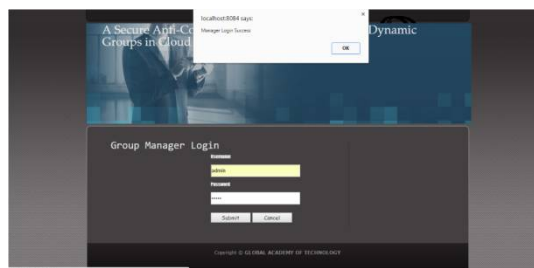 localhost:8084 says:
Manager Login Success
OK
A Secure Anti-Co Dynamic
Groups in Cloud
Group Manager Login
Username
admin
Password
•••••
Submit Cancel
Copyright © GLOBAL ACADEMY OF TECHNOLOGY